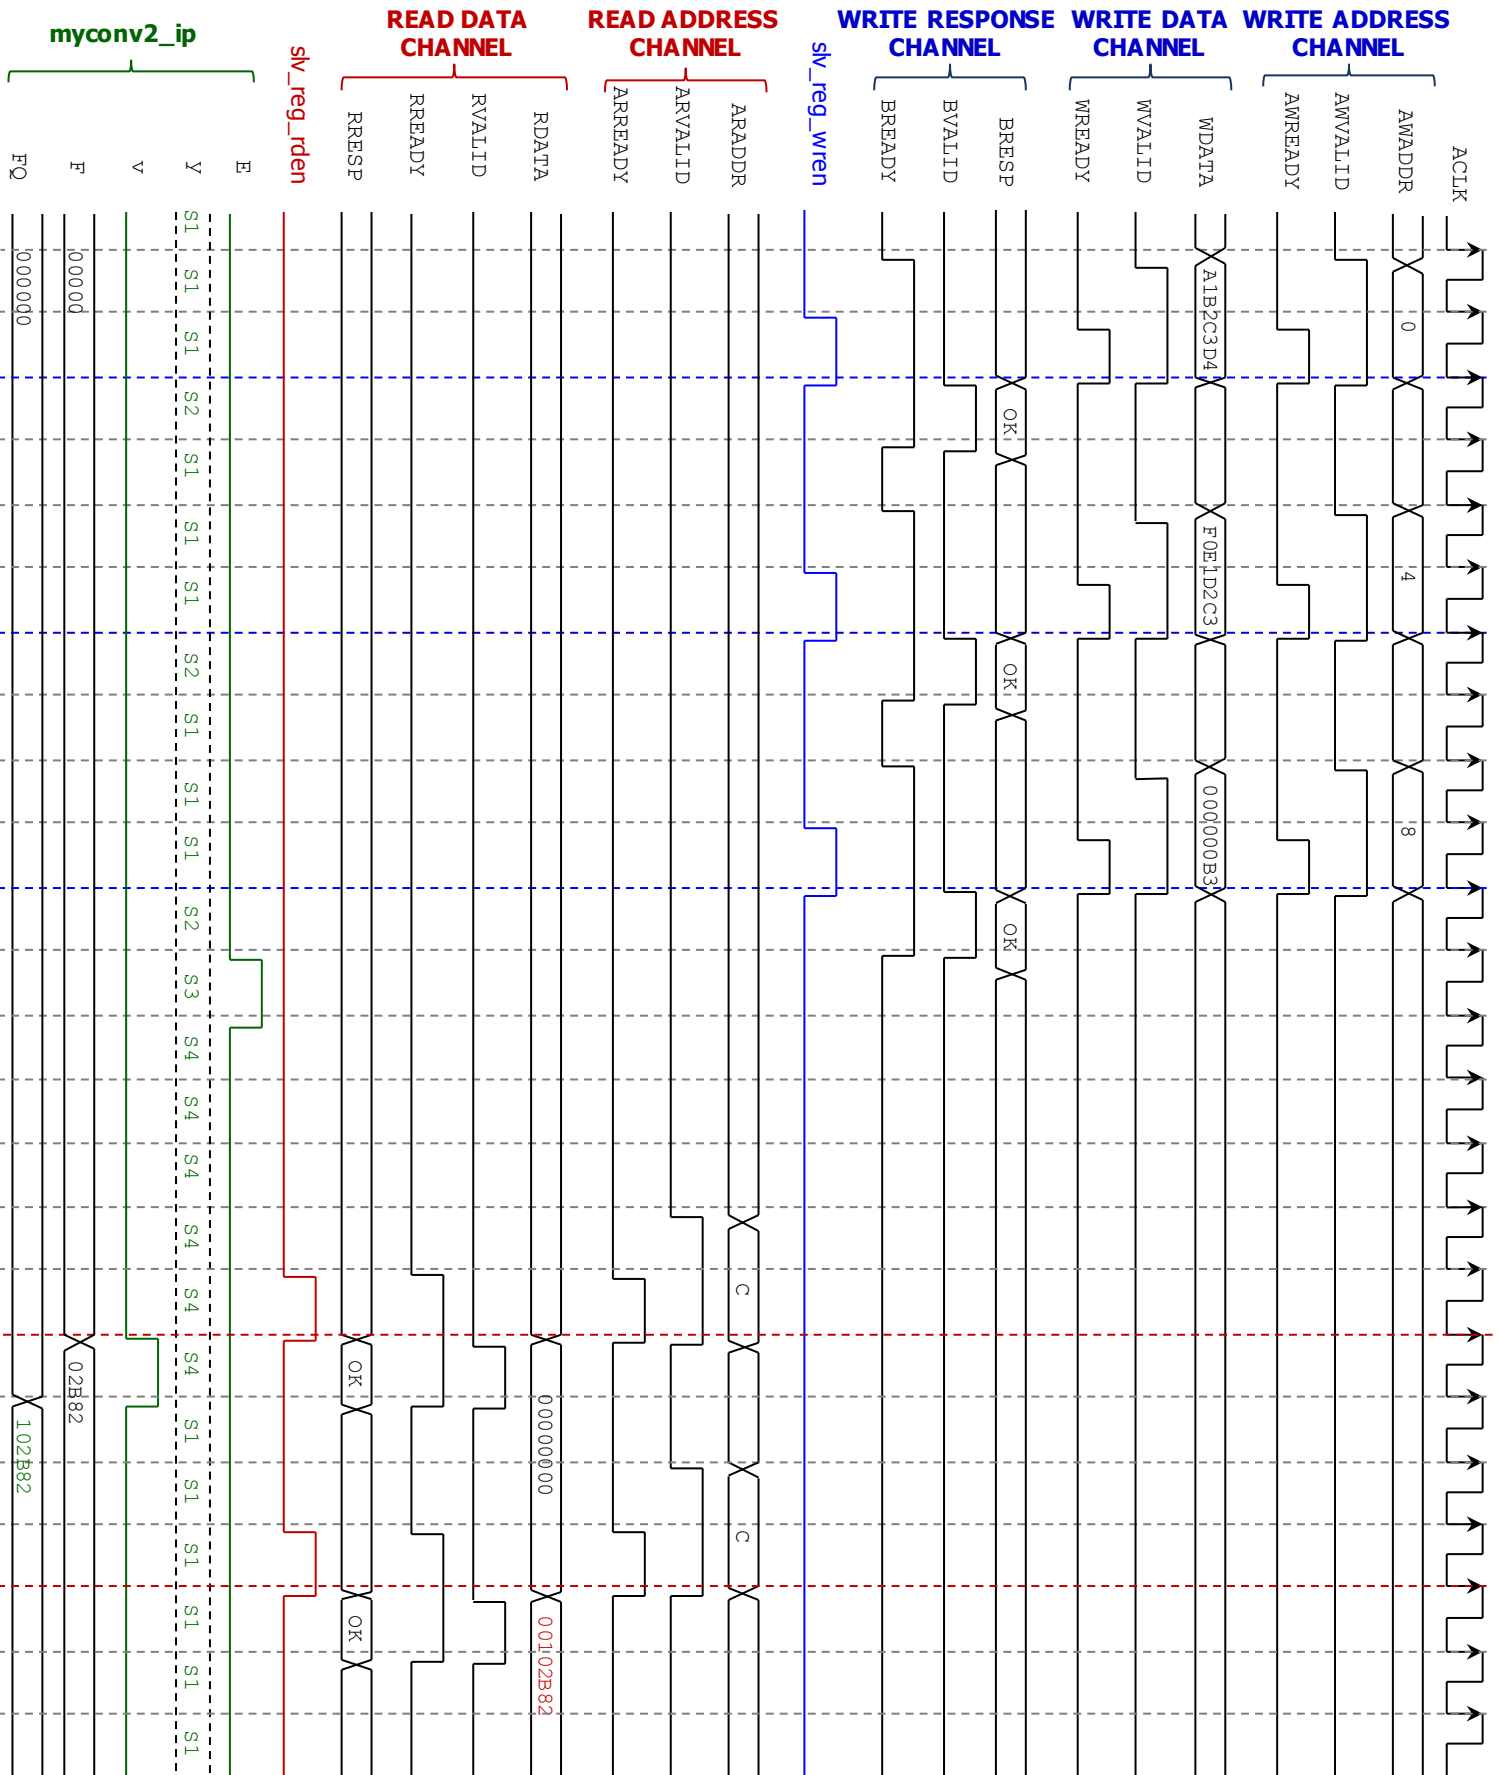 myconv2_ip
READ DATA
CHANNEL
READ ADDRESS
CHANNEL
WRITE RESPONSE
CHANNEL
WRITE DATA
CHANNEL
WRITE ADDRESS
CHANNEL
ACLK
AWADDR 0 4 8
AWVALID
AWREADY
WDATA A1B2C3D4 F0E1D2C3 000000B3
WVALID
WREADY
BRESP OK OK OK
BVALID
BREADY
slv_reg_wren
ARADDR C C
ARVALID
ARREADY
RDATA 00000000 00102B82
RVALID
RREADY
RRESP OK OK
slv_reg_rden
E
y S1 S1 S1 S2 S1 S1 S1 S2 S1 S1 S1 S2 S3 S4 S4 S4 S4 S4 S4 S1 S1 S1 S1 S1 S1
v
F 00000 02B82
FQ 000000 102B82